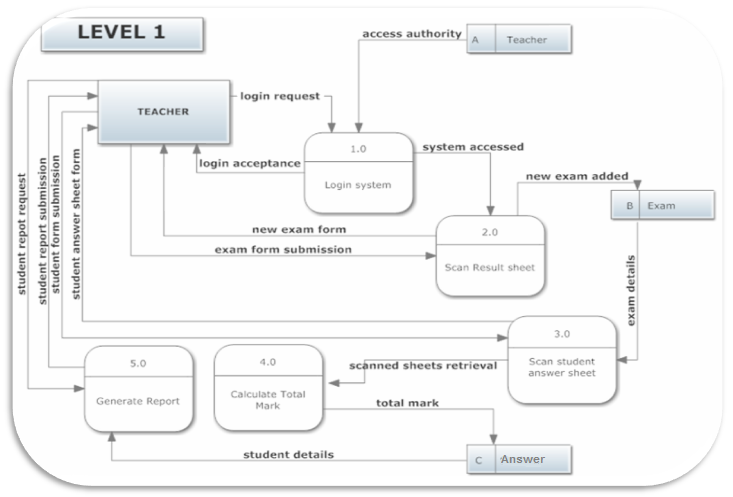 LEVEL 1
access authority
A Teacher
TEACHER
login request
1.0
Login system
login acceptance
system accessed
new exam added
B Exam
new exam form
exam form submission
2.0
Scan Result sheet
student repot request
student report submission
student form submission
student answer sheet form
exam details
3.0
Scan student
answer sheet
5.0
Generate Report
4.0
Calculate Total
Mark
scanned sheets retrieval
total mark
student details
C Answer